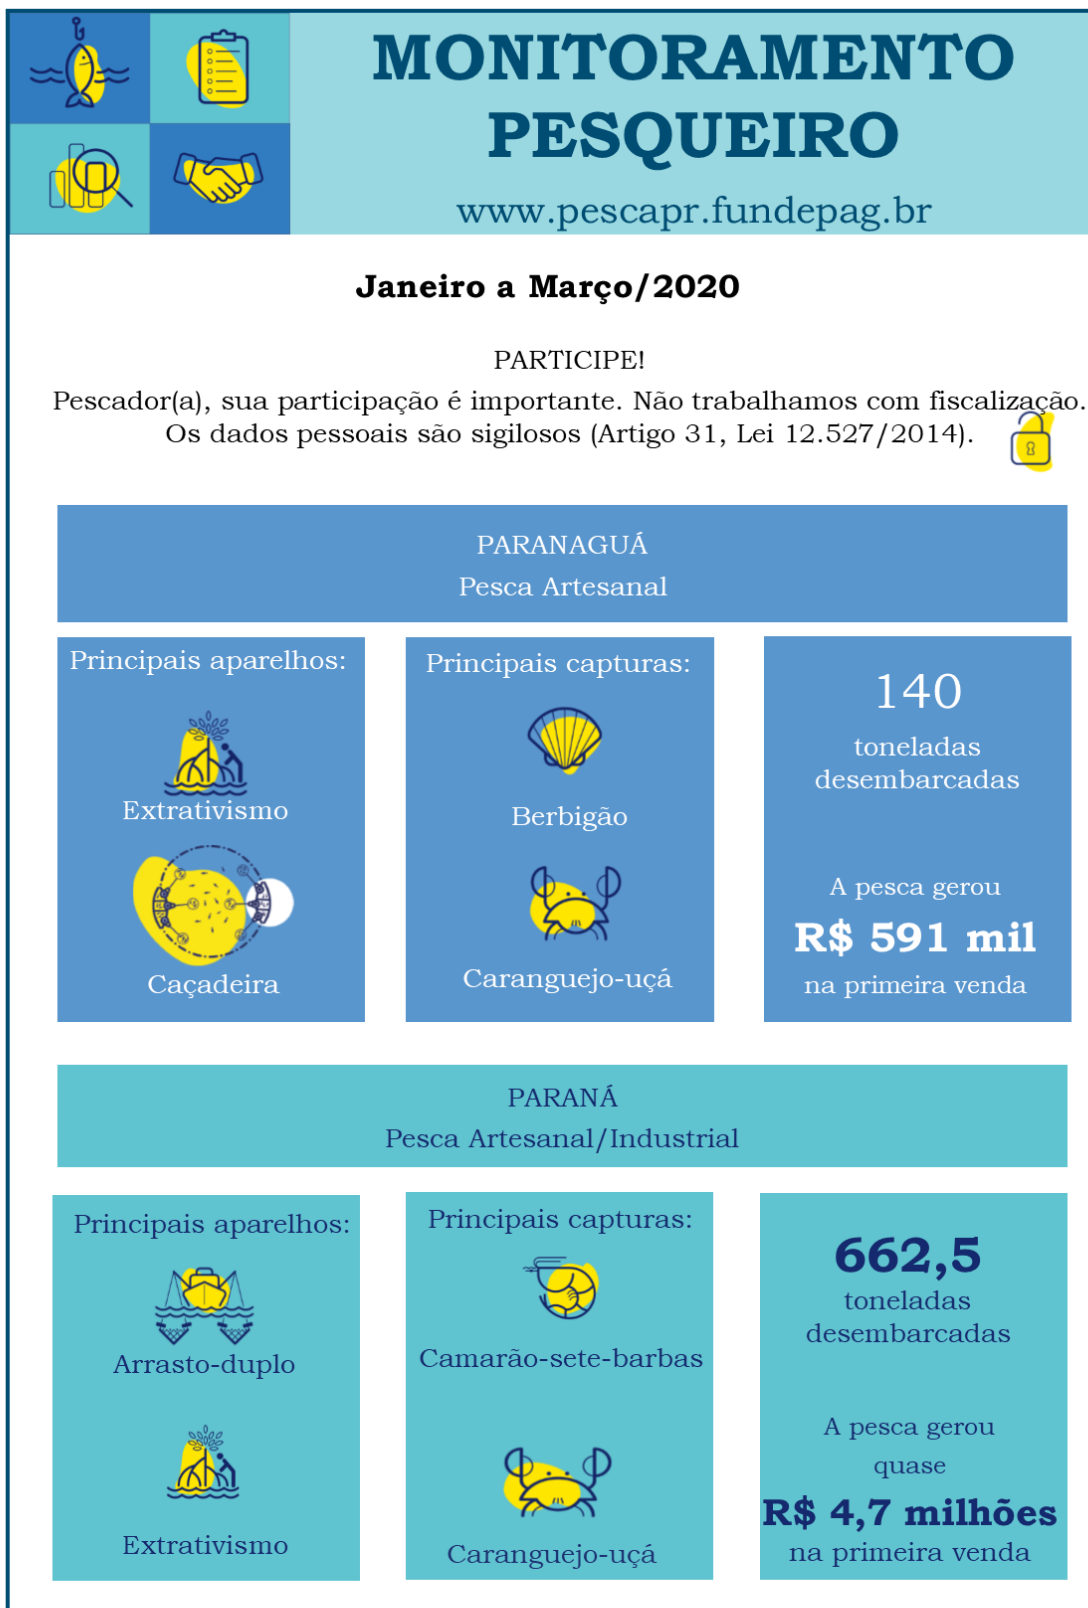 MONITORAMENTO
PESQUEIRO
www.pescapr.fundepag.br
Janeiro a Março/2020
PARTICIPE!
Pescador(a), sua participação é importante. Não trabalhamos com fiscalização.
Os dados pessoais são sigilosos (Artigo 31, Lei 12.527/2014).
PARANAGUÁ
Pesca Artesanal
Principais aparelhos:
Extrativismo
Caçadeira
Principais capturas:
Berbigão
Caranguejo-uçá
140
toneladas
desembarcadas
A pesca gerou
R$ 591 mil
na primeira venda
PARANÁ
Pesca Artesanal/Industrial
Principais aparelhos:
Arrasto-duplo
Extrativismo
Principais capturas:
Camarão-sete-barbas
Caranguejo-uçá
662,5
toneladas
desembarcadas
A pesca gerou
quase
R$ 4,7 milhões
na primeira venda